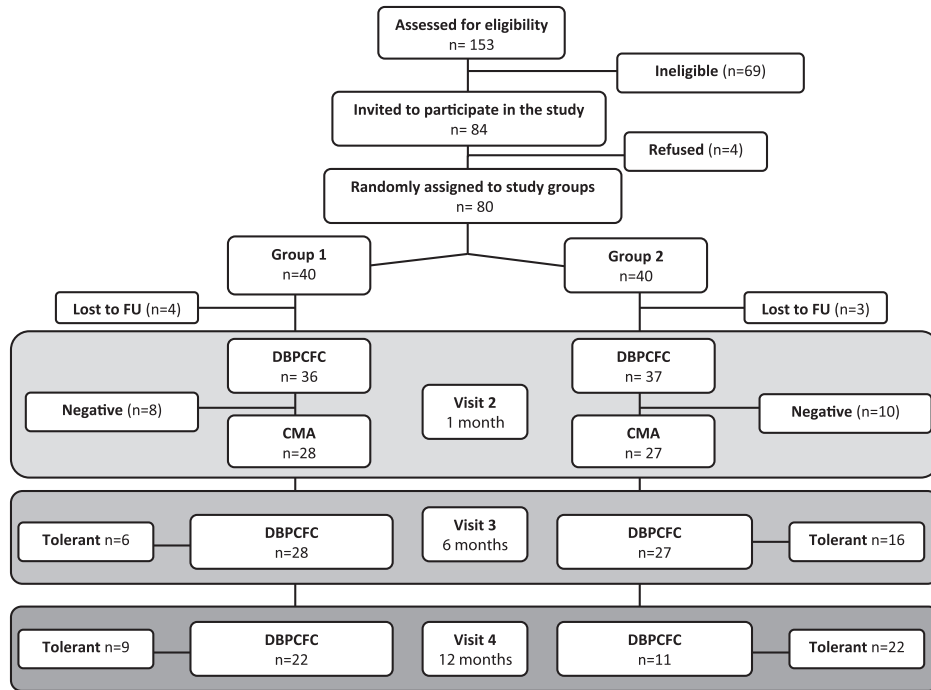 Assessed for eligibility
n= 153
Ineligible (n=69)
Invited to participate in the study
n= 84
Refused (n=4)
Randomly assigned to study groups
n= 80
Group 1
n=40
Group 2
n=40
Lost to FU (n=4)
Lost to FU (n=3)
DBPCFC
n= 36
DBPCFC
n= 37
Visit 2
1 month
Negative (n=8)
Negative (n=10)
CMA
n=28
CMA
n= 27
Tolerant n=6
DBPCFC
n=28
Visit 3
6 months
DBPCFC
n=27
Tolerant n=16
Tolerant n=9
DBPCFC
n=22
Visit 4
12 months
DBPCFC
n=11
Tolerant n=22